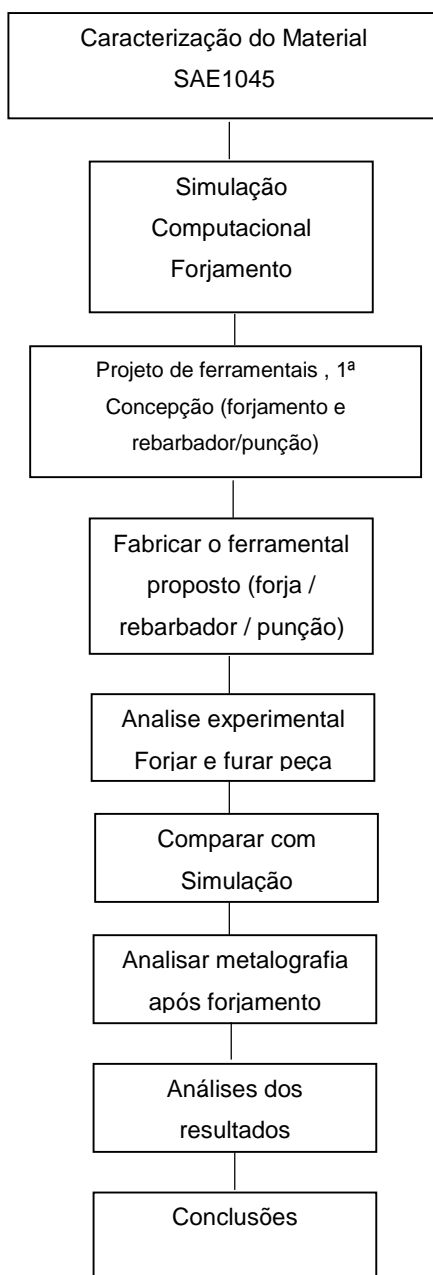 Caracterização do Material
SAE1045
Simulação
Computacional
Forjamento
Projeto de ferramentais , 1ª
Concepção (forjamento e
rebarbador/punção)
Fabricar o ferramental
proposto (forja /
rebarbador / punção)
Analise experimental
Forjar e furar peça
Comparar com
Simulação
Analisar metalografia
após forjamento
Análises dos
resultados
Conclusões